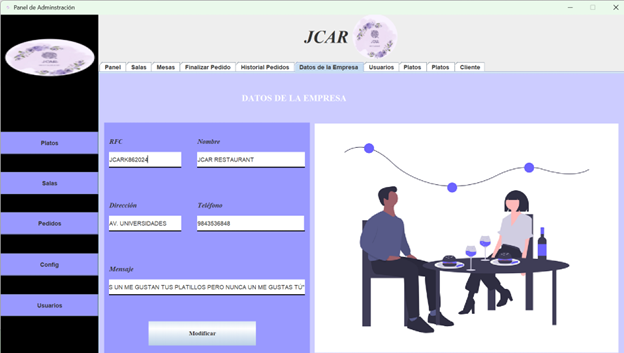 Panel de Adminstración
JCAR
Panel Salas Mesas Finalizar Pedido Historial Pedidos Datos de la Empresa Usuarios Platos Platos Cliente
DATOS DE LA EMPRESA
Platos
Salas
Pedidos
Config
Usuarios
RFC Nombre
JCARK862024 JCAR RESTAURANT
Dirección Teléfono
AV. UNIVERSIDADES 9843536848
Mensaje
S UN ME GUSTAN TUS PLATILLOS PERO NUNCA UN ME GUSTAS TÚ"
Modificar